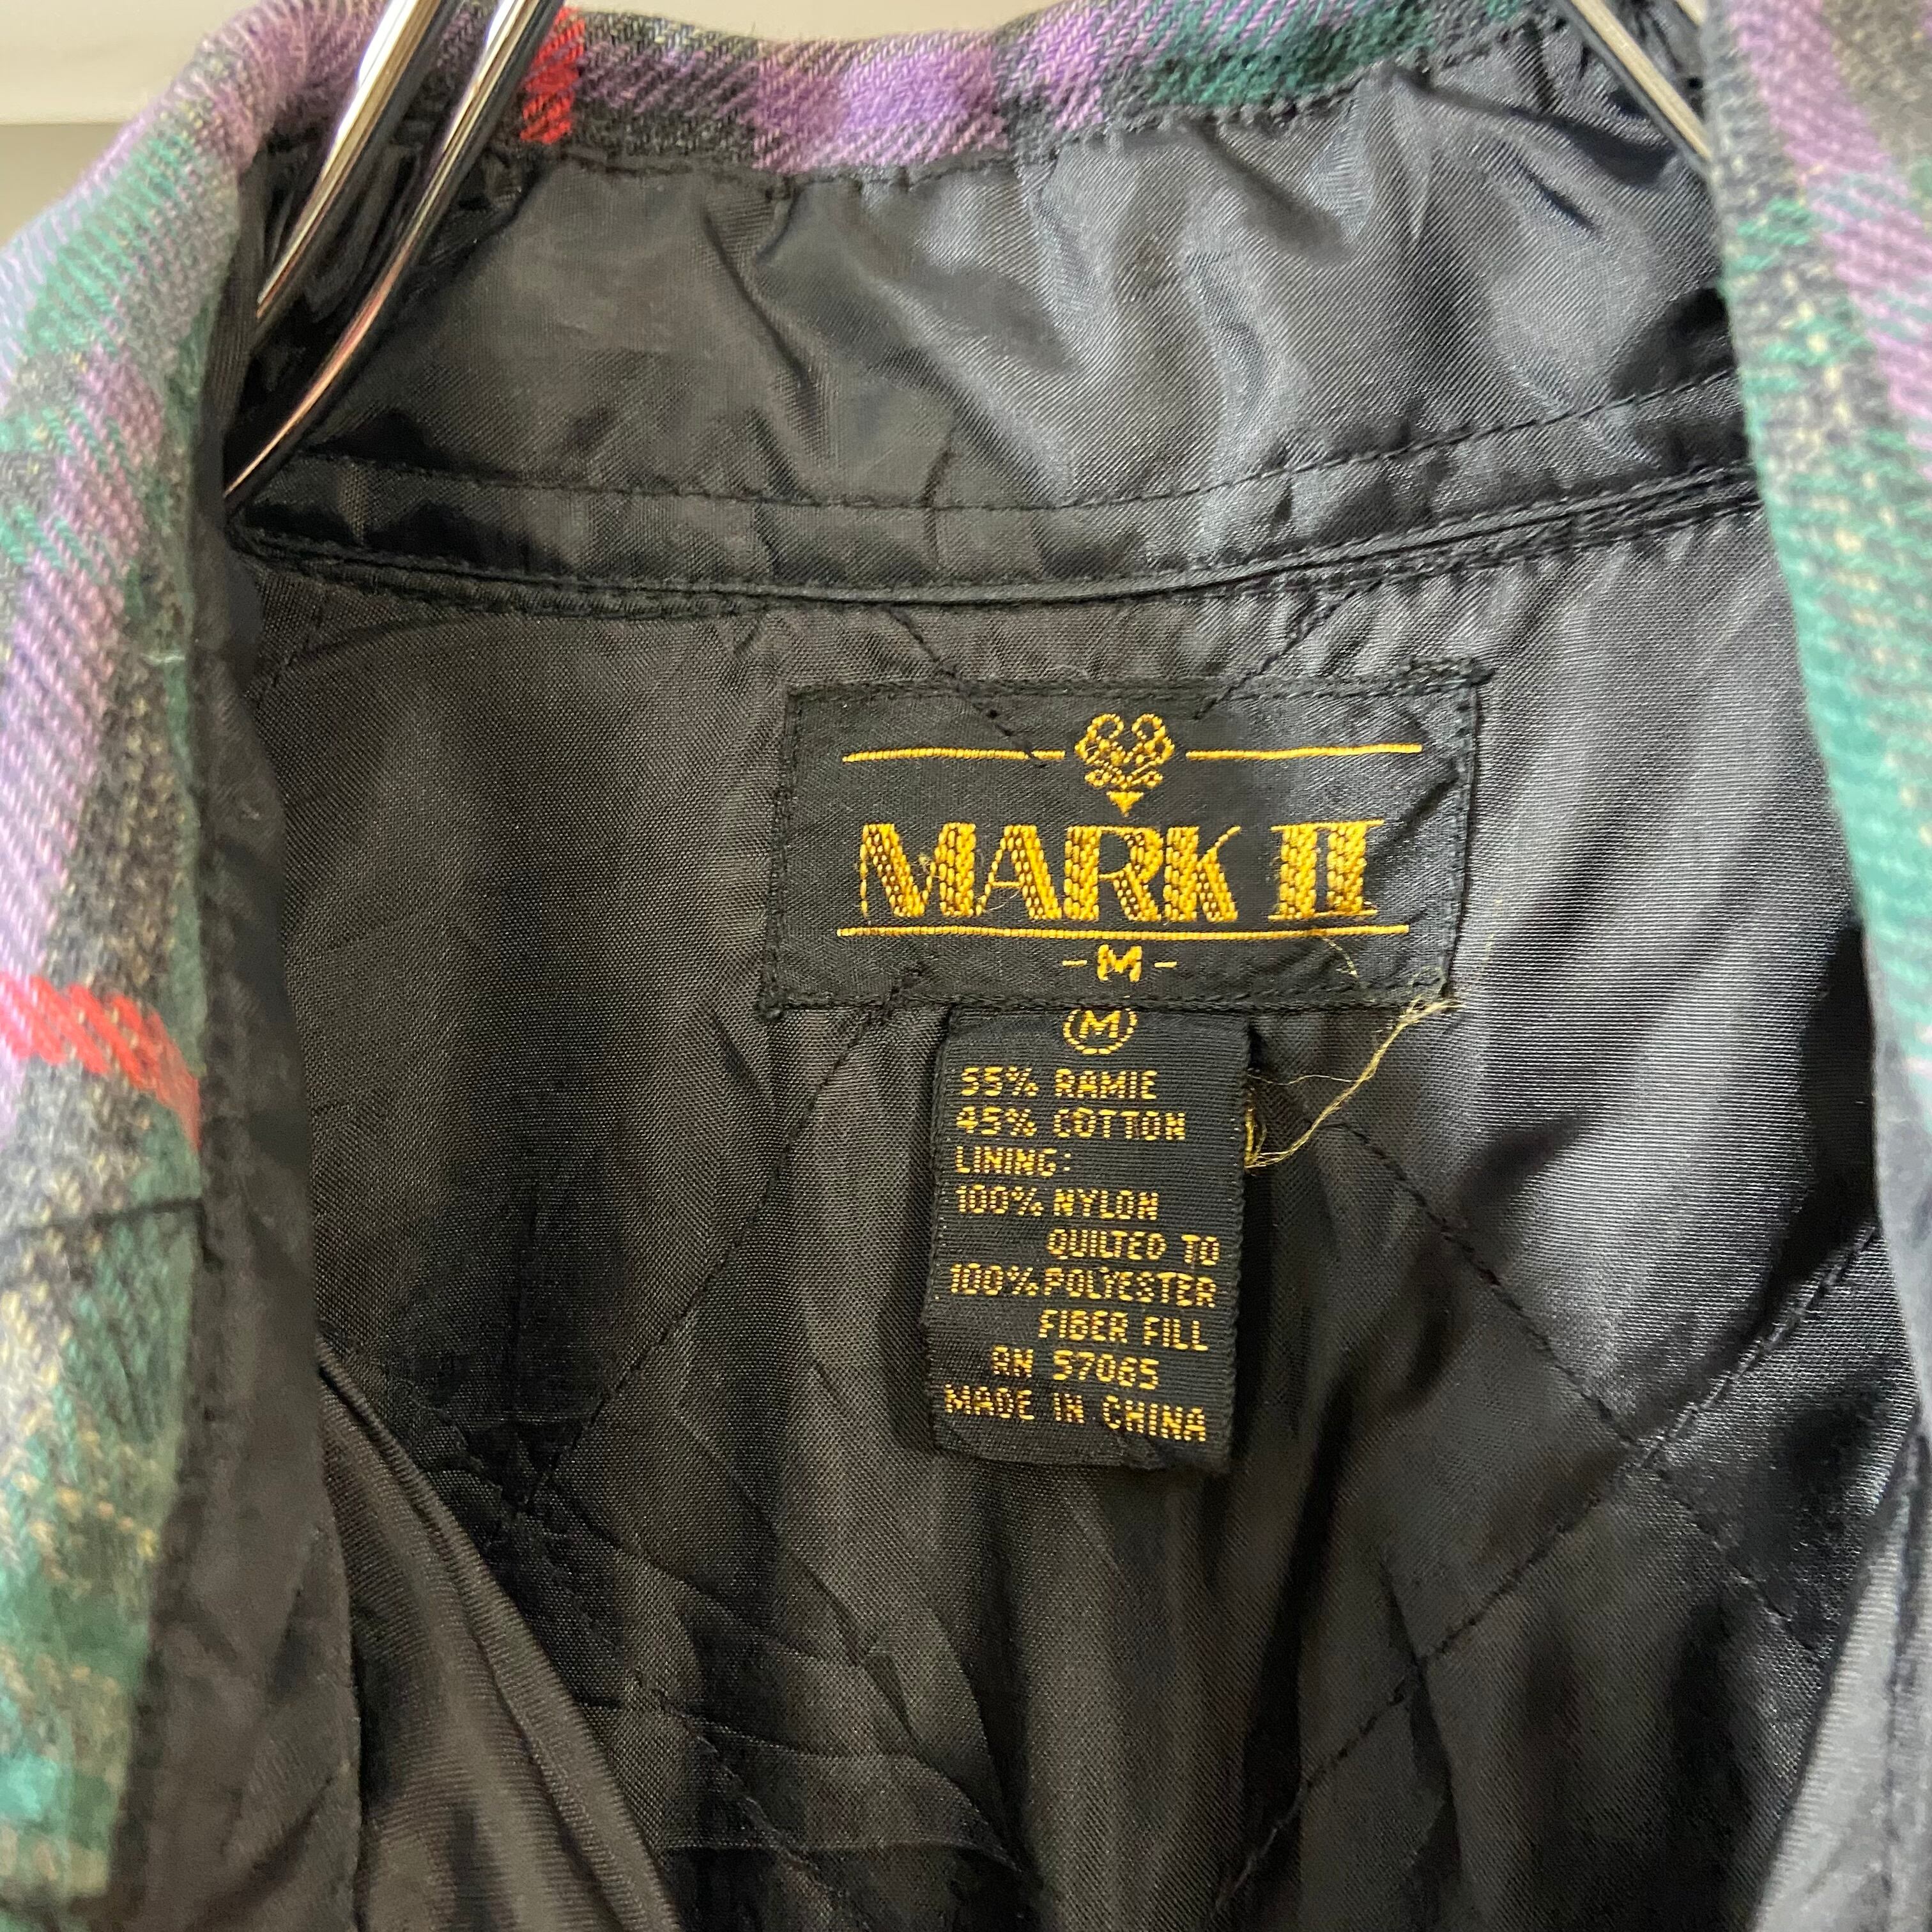 MARK II
-M-
M
55% RAMIE
45% COTTON
LINING:
100% NYLON
QUILTED TO
100% POLYESTER
FIBER FILL
RN 57065
MADE IN CHINA